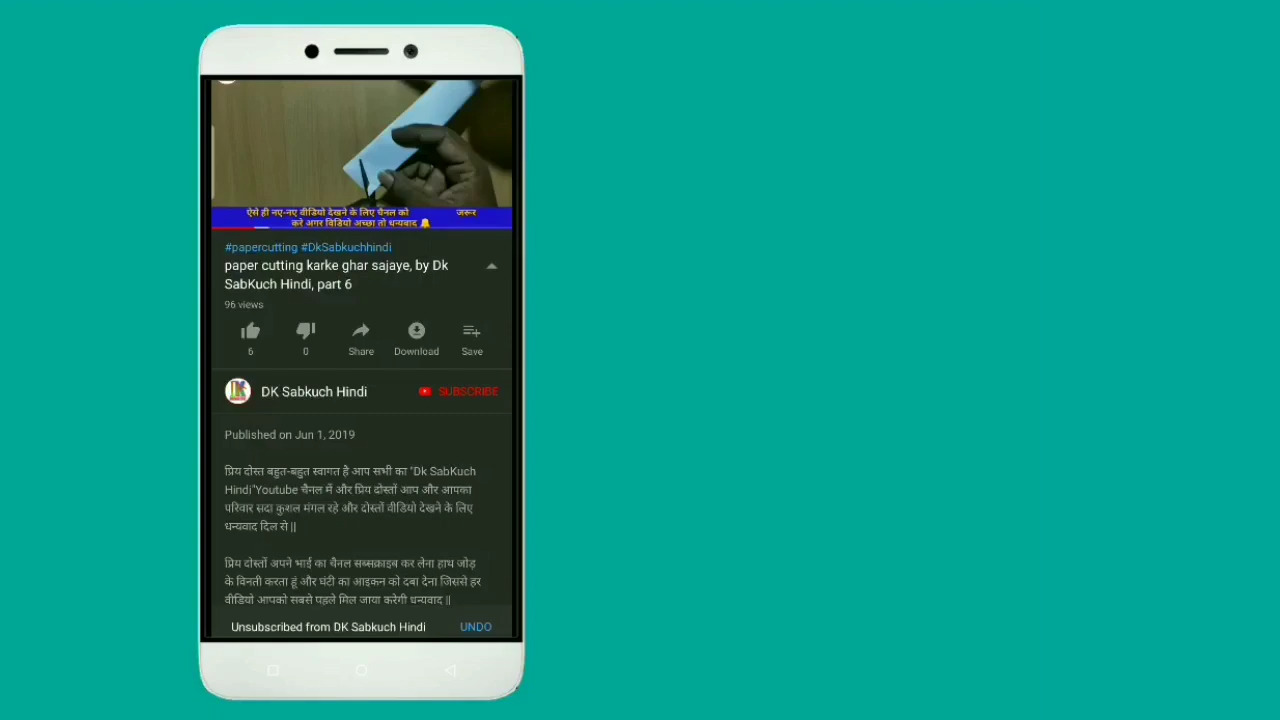 ऐसे ही नए-नए वीडियो देखने के लिए चैनल को जरूर
करे अगर विडियो अच्छा तो धन्यवाद 🔔
#papercutting #DkSabkuchhindi
paper cutting karke ghar sajaye, by Dk
SabKuch Hindi, part 6
96 views
6 0 Share Download Save
DK Sabkuch Hindi SUBSCRIBE
Published on Jun 1, 2019
प्रिय दोस्त बहुत-बहुत स्वागत है आप सभी का "Dk SabKuch
Hindi"Youtube चैनल में और प्रिय दोस्तों आप और आपका
परिवार सदा कुशल मंगल रहे और दोस्तों वीडियो देखने के लिए
धन्यवाद दिल से ||
प्रिय दोस्तों अपने भाई का चैनल सब्सक्राइब कर लेना हाथ जोड़
के विनती करता हूं और घंटी का आइकन को दबा देना जिससे हर
वीडियो आपको सबसे पहले मिल जाया करेगी धन्यवाद ||
Unsubscribed from DK Sabkuch Hindi UNDO